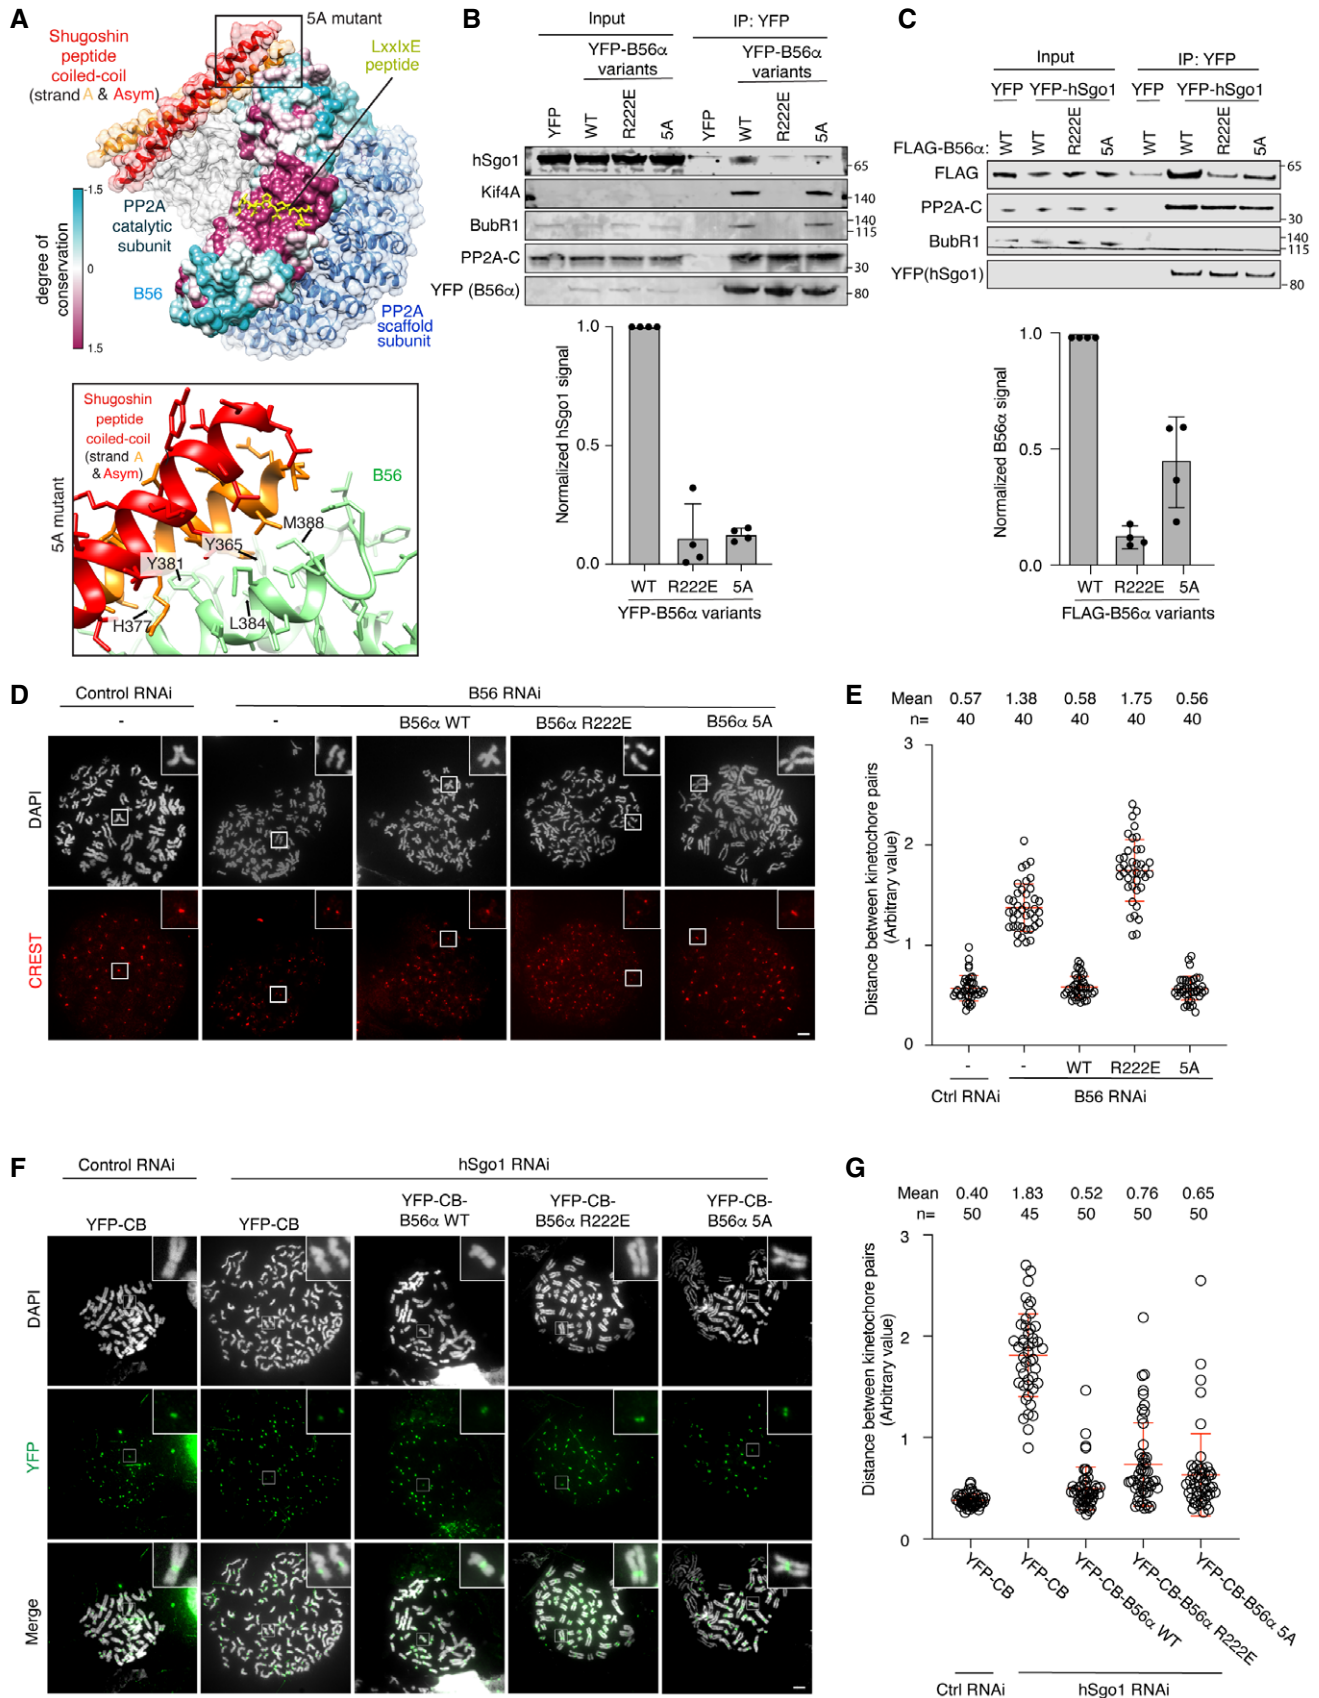 A
5A mutant
Shugoshin
peptide
coiled-coil
(strand A & Asym)
LxxIxE
peptide
-1.5
0
1.5
degree of
conservation
PP2A
catalytic
subunit
B56
PP2A
scaffold
subunit
5A mutant
Shugoshin
peptide
coiled-coil
(strand A
& Asym)
B56
M388
Y365
Y381
H377
L384
B
Input
IP: YFP
YFP-B56α
variants
YFP-B56α
variants
YFP WT R222E 5A YFP WT R222E 5A
hSgo1
65
Kif4A
140
BubR1
140
115
PP2A-C
30
YFP (B56α)
80
Normalized hSgo1 signal
1.0
0.5
0.0
WT R222E 5A
YFP-B56α variants
C
Input
IP: YFP
YFP YFP-hSgo1 YFP YFP-hSgo1
FLAG-B56α: WT WT R222E 5A WT WT R222E 5A
FLAG
65
PP2A-C
30
BubR1
140
115
YFP(hSgo1)
80
Normalized B56α signal
1.0
0.5
0.0
WT R222E 5A
FLAG-B56α variants
D
Control RNAi
B56 RNAi
- - B56α WT B56α R222E B56α 5A
DAPI
CREST
E
Mean 0.57 1.38 0.58 1.75 0.56
n= 40 40 40 40 40
Distance between kinetochore pairs
(Arbitrary value)
3
2
1
0
- - WT R222E 5A
Ctrl RNAi B56 RNAi
F
Control RNAi
hSgo1 RNAi
YFP-CB
YFP-CB
YFP-CB-
B56α WT
YFP-CB-
B56α R222E
YFP-CB-
B56α 5A
DAPI
YFP
Merge
G
Mean 0.40 1.83 0.52 0.76 0.65
n= 50 45 50 50 50
Distance between kinetochore pairs
(Arbitrary value)
3
2
1
0
YFP-CB
YFP-CB
YFP-CB-B56α WT
YFP-CB-B56α R222E
YFP-CB-B56α 5A
Ctrl RNAi hSgo1 RNAi